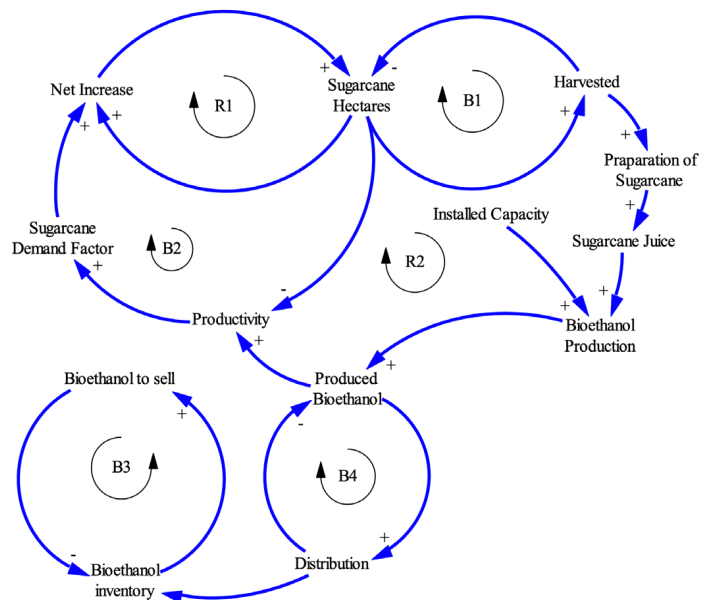 Net Increase
+
+
R1
+
Sugarcane
Hectares
-
B1
Harvested
+
+
Praparation of
Sugarcane
+
Sugarcane Juice
+
Installed Capacity
+
Bioethanol
Production
R2
Sugarcane
Demand Factor
+
B2
-
Productivity
+
+
Produced
Bioethanol
-
Bioethanol to sell
+
B3
B4
-
Bioethanol
inventory
+
Distribution